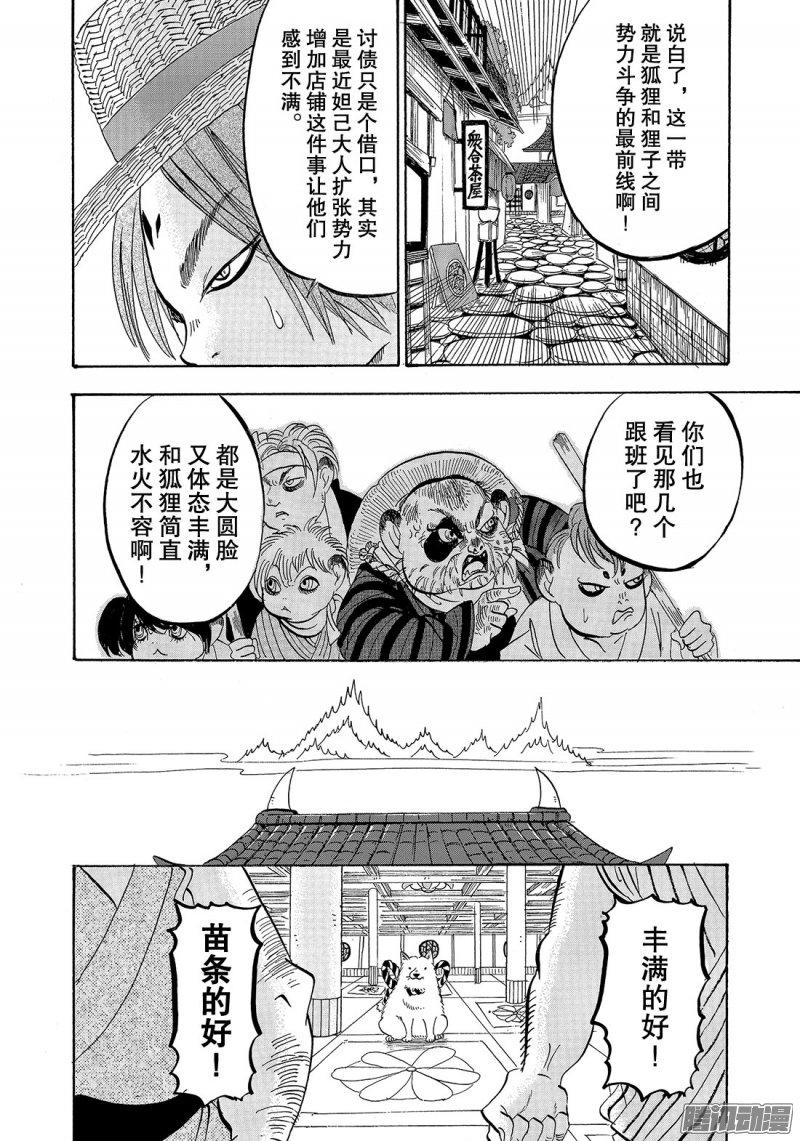 说白了，这一带
就是狐狸和狸子之间
势力斗争的最前线啊！
衆合茶屋
讨债只是个借口，其实
是最近妲己大人扩张势力
增加店铺这件事让他们
感到不满。
你们也
看见那几个
跟班了吧？
都是大圆脸
又体态丰满，
和狐狸简直
水火不容啊！
丰满的好！
苗条的好！
腾讯动漫